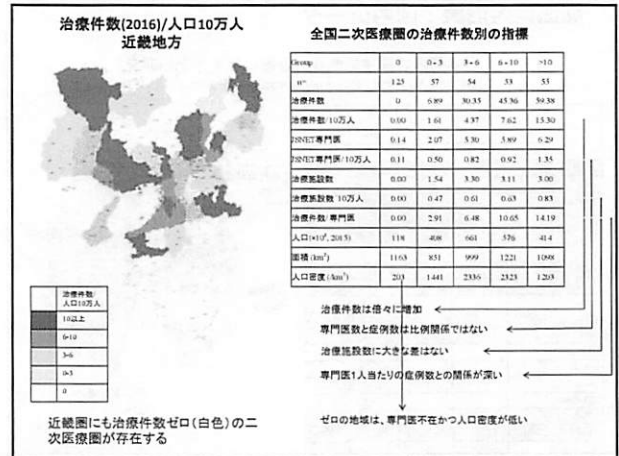 治療件数(2016)/人口10万人
近畿地方
治療件数/
人口10万人
10以上
6-10
3-6
0-3
0
近畿圏にも治療件数ゼロ(白色)の二
次医療圏が存在する
全国二次医療圏の治療件数別の指標
Group 0 0-3 3-6 6-10 >10
n= 123 57 54 53 53
治療件数 0 6.89 30.35 45.36 59.38
治療件数/10万人 0.00 1.61 4.37 7.62 15.30
JSNET専門医 0.14 2.07 5.30 5.89 6.29
JSNET専門医/10万人 0.11 0.50 0.82 0.92 1.35
治療施設数 0.00 1.54 3.30 3.11 3.00
治療施設数/10万人 0.00 0.47 0.61 0.63 0.83
治療件数/専門医 0.00 2.91 6.48 10.65 14.19
人口(×10³, 2015) 118 408 661 576 414
面積(km²) 1163 851 999 1221 1098
人口密度(/km²) 203 1441 2336 2323 1203
治療件数は倍々に増加
専門医数と症例数は比例関係ではない
治療施設数に大きな差はない
専門医1人当たりの症例数との関係が深い
ゼロの地域は、専門医不在かつ人口密度が低い